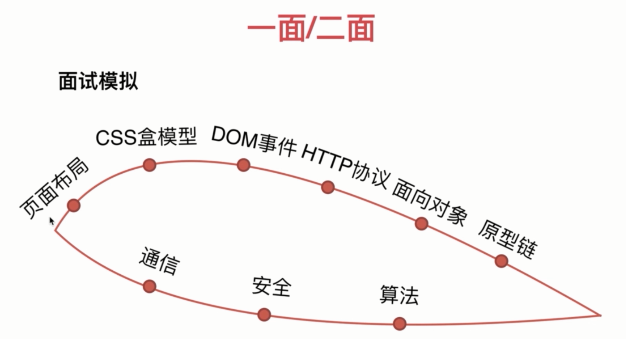 一面/二面
面试模拟
页面布局
CSS盒模型
DOM事件
HTTP协议
面向对象
原型链
通信
安全
算法